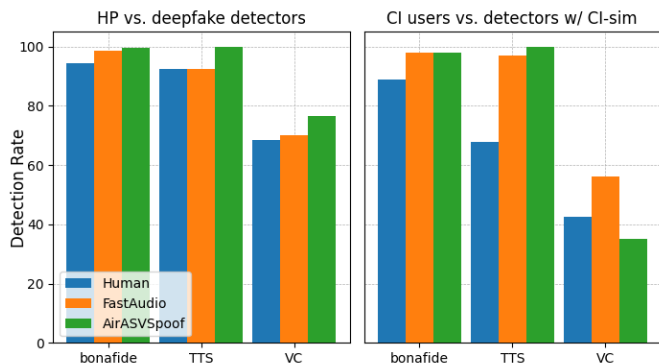 HP vs. deepfake detectors
CI users vs. detectors w/ CI-sim
Detection Rate
100
80
60
40
20
0
Human
FastAudio
AirASVSpoof
bonafide
TTS
VC
bonafide
TTS
VC